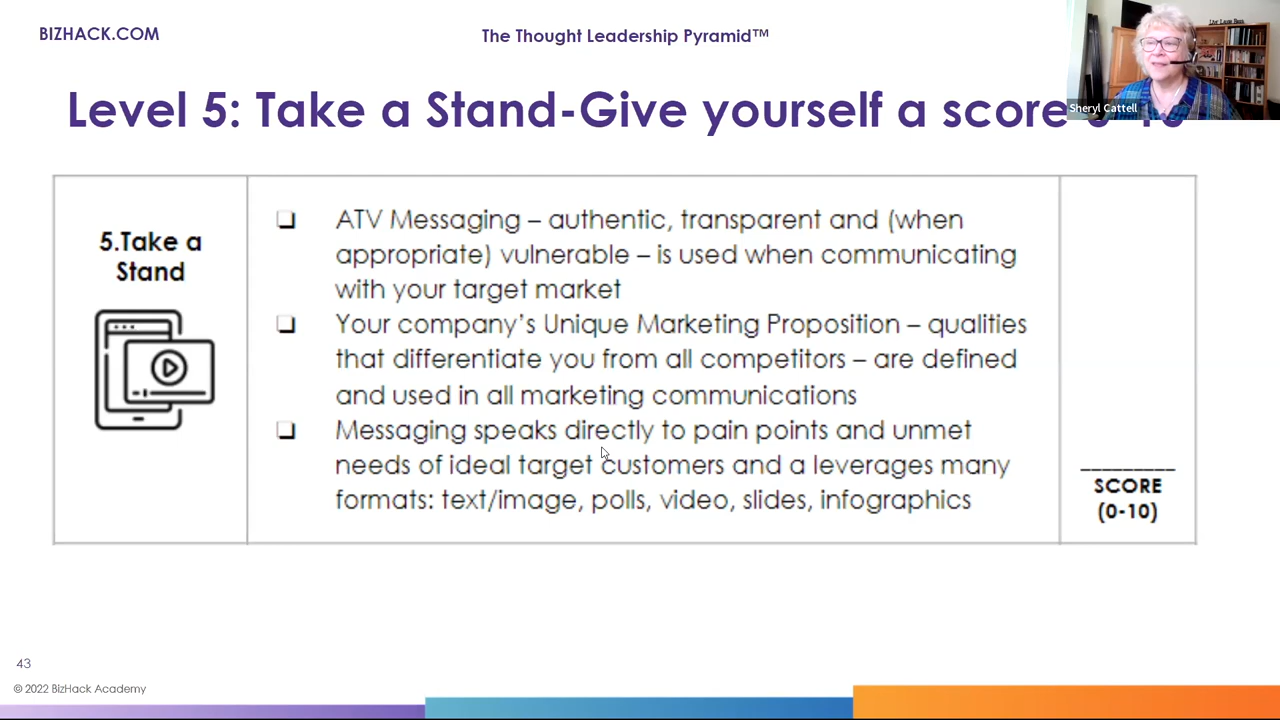 BIZHACK.COM
The Thought Leadership Pyramid™
Level 5: Take a Stand-Give yourself a score
Sheryl Cattell
5.Take a
Stand
❑ ATV Messaging – authentic, transparent and (when
appropriate) vulnerable – is used when communicating
with your target market
❑ Your company’s Unique Marketing Proposition – qualities
that differentiate you from all competitors – are defined
and used in all marketing communications
❑ Messaging speaks directly to pain points and unmet
needs of ideal target customers and a leverages many
formats: text/image, polls, video, slides, infographics
_________
SCORE
(0-10)
43
© 2022 BizHack Academy